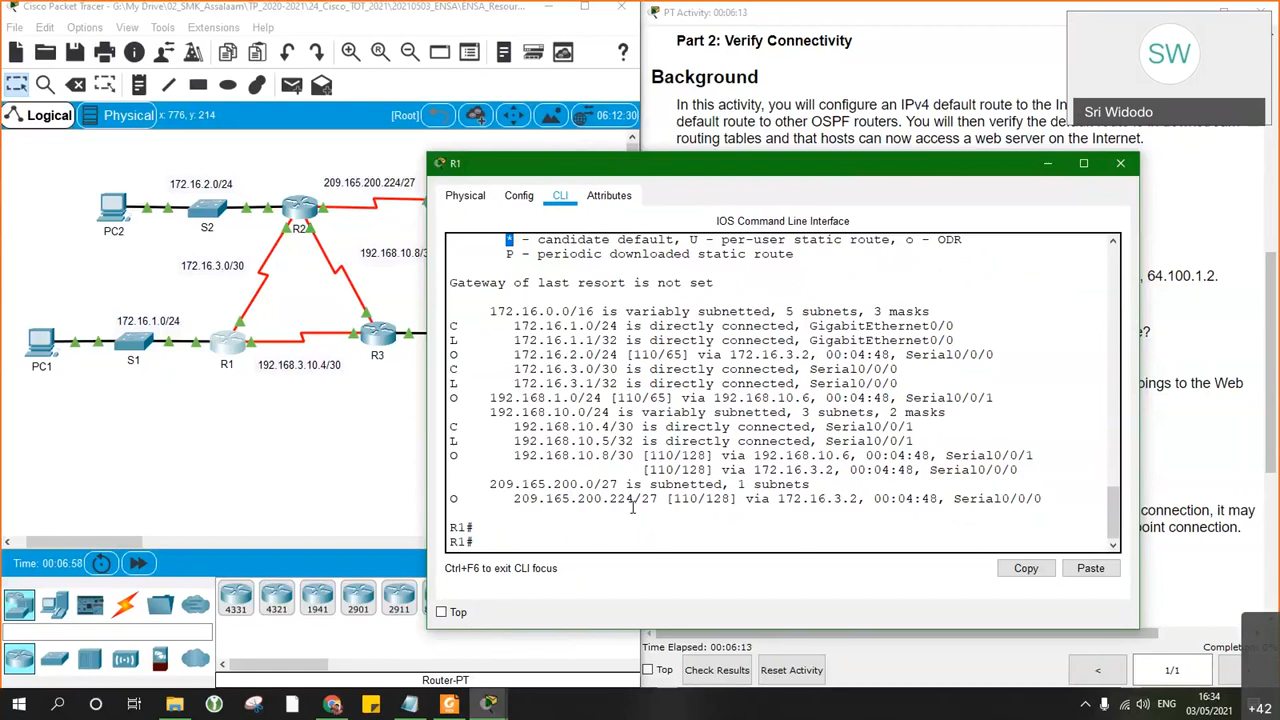 Cisco Packet Tracer - G:\My Drive\02_SMK_Assalaam\TP_2020-2021\24_Cisco_TOT_2021\20210503_ENSA\ENSA_Resour...
File Edit Options View Tools Extensions Help
Logical
Physical
x: 776, y: 214
[Root]
06:12:30
172.16.2.0/24
209.165.200.224/27
PC2
S2
R2
192.168.10.8/3
172.16.3.0/30
172.16.1.0/24
PC1
S1
R1
R3
192.168.3.10.4/30
Time: 00:06.58
4331
4321
1941
2901
2911
Router-PT
PT Activity: 00:06:13
Part 2: Verify Connectivity
Background
In this activity, you will configure an IPv4 default route to the In
default route to other OSPF routers. You will then verify the de
routing tables and that hosts can now access a web server on the Internet.
SW
Sri Widodo
, 64.100.1.2.
e?
pings to the Web
connection, it may
point connection.
R1
Physical
Config
CLI
Attributes
IOS Command Line Interface
* - candidate default, U - per-user static route, o - ODR
P - periodic downloaded static route
Gateway of last resort is not set
172.16.0.0/16 is variably subnetted, 5 subnets, 3 masks
C 172.16.1.0/24 is directly connected, GigabitEthernet0/0
L 172.16.1.1/32 is directly connected, GigabitEthernet0/0
O 172.16.2.0/24 [110/65] via 172.16.3.2, 00:04:48, Serial0/0/0
C 172.16.3.0/30 is directly connected, Serial0/0/0
L 172.16.3.1/32 is directly connected, Serial0/0/0
O 192.168.1.0/24 [110/65] via 192.168.10.6, 00:04:48, Serial0/0/1
192.168.10.0/24 is variably subnetted, 3 subnets, 2 masks
C 192.168.10.4/30 is directly connected, Serial0/0/1
L 192.168.10.5/32 is directly connected, Serial0/0/1
O 192.168.10.8/30 [110/128] via 192.168.10.6, 00:04:48, Serial0/0/1
[110/128] via 172.16.3.2, 00:04:48, Serial0/0/0
209.165.200.0/27 is subnetted, 1 subnets
O 209.165.200.224/27 [110/128] via 172.16.3.2, 00:04:48, Serial0/0/0
R1#
R1#
Ctrl+F6 to exit CLI focus
Copy
Paste
Top
Time Elapsed: 00:06:13
Completion:
Top
Check Results
Reset Activity
<
1/1
>
ENG
16:34
03/05/2021
+42